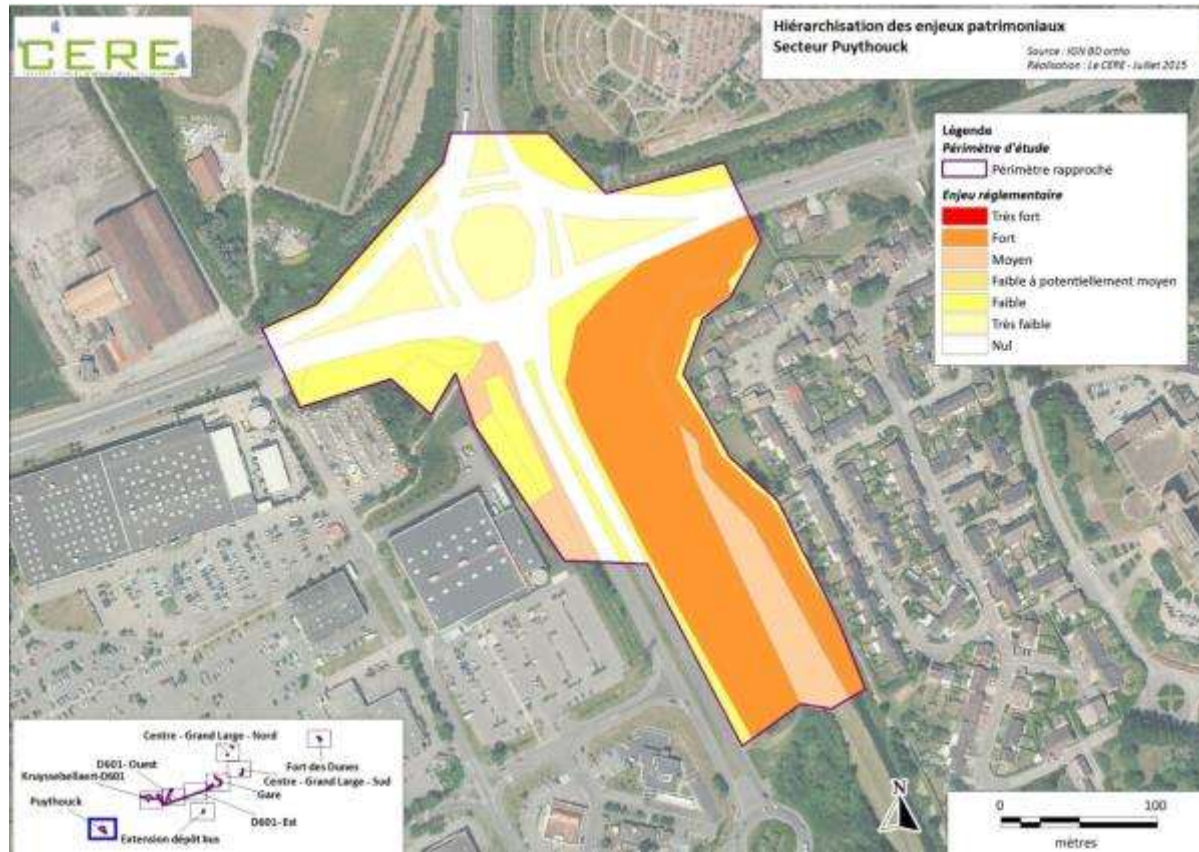 CERE
Hiérarchisation des enjeux patrimoniaux
Secteur Puythouck
Source : IGN BD ortho
Réalisation : Le CERE - Juillet 2015
Légende
Périmètre d'étude
Périmètre rapproché
Enjeu réglementaire
Très fort
Fort
Moyen
Faible à potentiellement moyen
Faible
Très faible
Nul
Centre - Grand Large - Nord
Fort des Dunes
D601- Ouest
Centre - Grand Large - Sud
Kruyssebellaert-D601
Gare
Puythouck
D601- Est
Extension dépôt bus
N
0 100
mètres